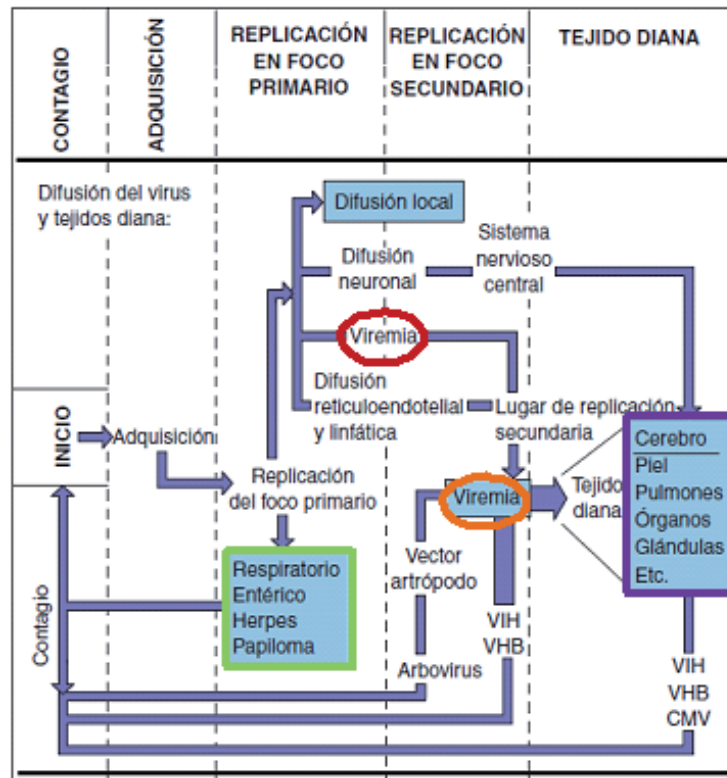 CONTAGIO
ADQUISICIÓN
REPLICACIÓN
EN FOCO
PRIMARIO
REPLICACIÓN
EN FOCO
SECUNDARIO
TEJIDO DIANA
Difusión del virus
y tejidos diana:
Difusión local
Difusión
neuronal
Sistema
nervioso
central
Viremia
Difusión
reticuloendotelial
y linfática
Lugar de replicación
secundaria
INICIO
Adquisición
Replicación
del foco primario
Viremia
Tejido
diana
Cerebro
Piel
Pulmones
Órganos
Glándulas
Etc.
Respiratorio
Entérico
Herpes
Papiloma
Vector
artrópodo
Arbovirus
VIH
VHB
Contagio
VIH
VHB
CMV